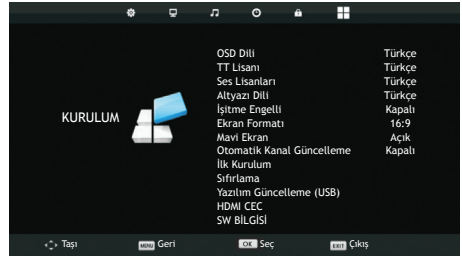 OSD Dili Türkçe
TT Lisanı Türkçe
Ses Lisanları Türkçe
Altyazı Dili Türkçe
İşitme Engelli Kapalı
KURULUM
Ekran Formatı 16:9
Mavi Ekran Açık
Otomatik Kanal Güncelleme Kapalı
İlk Kurulum
Sıfırlama
Yazılım Güncelleme (USB)
HDMI CEC
SW BİLGİSİ
Taşı MENU Geri OK Seç EXIT Çıkış